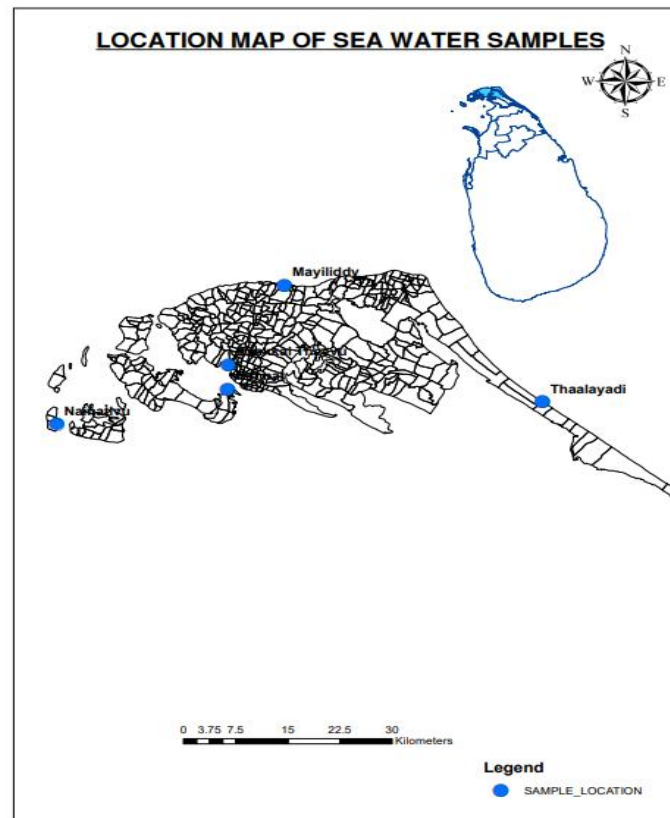 LOCATION MAP OF SEA WATER SAMPLES
N
W E
S
Mayiliddy
Thaalayadi
0 3.75 7.5 15 22.5 30
Kilometers
Legend
SAMPLE_LOCATION